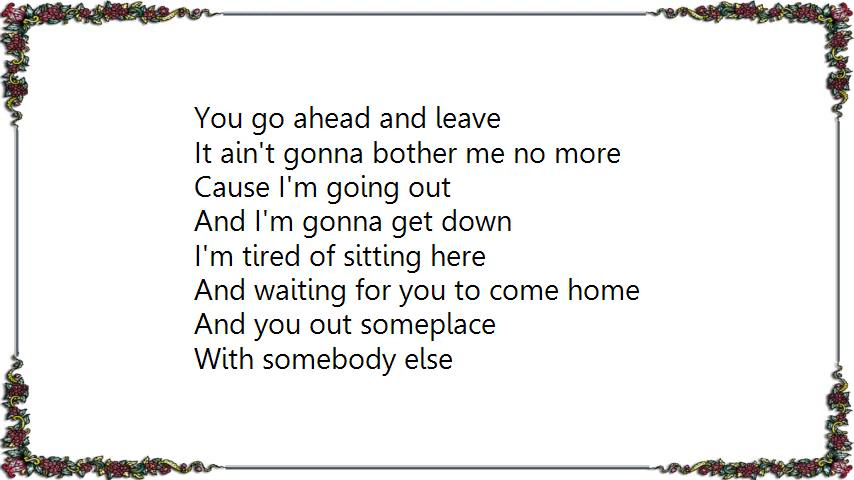 You go ahead and leave
It ain't gonna bother me no more
Cause I'm going out
And I'm gonna get down
I'm tired of sitting here
And waiting for you to come home
And you out someplace
With somebody else